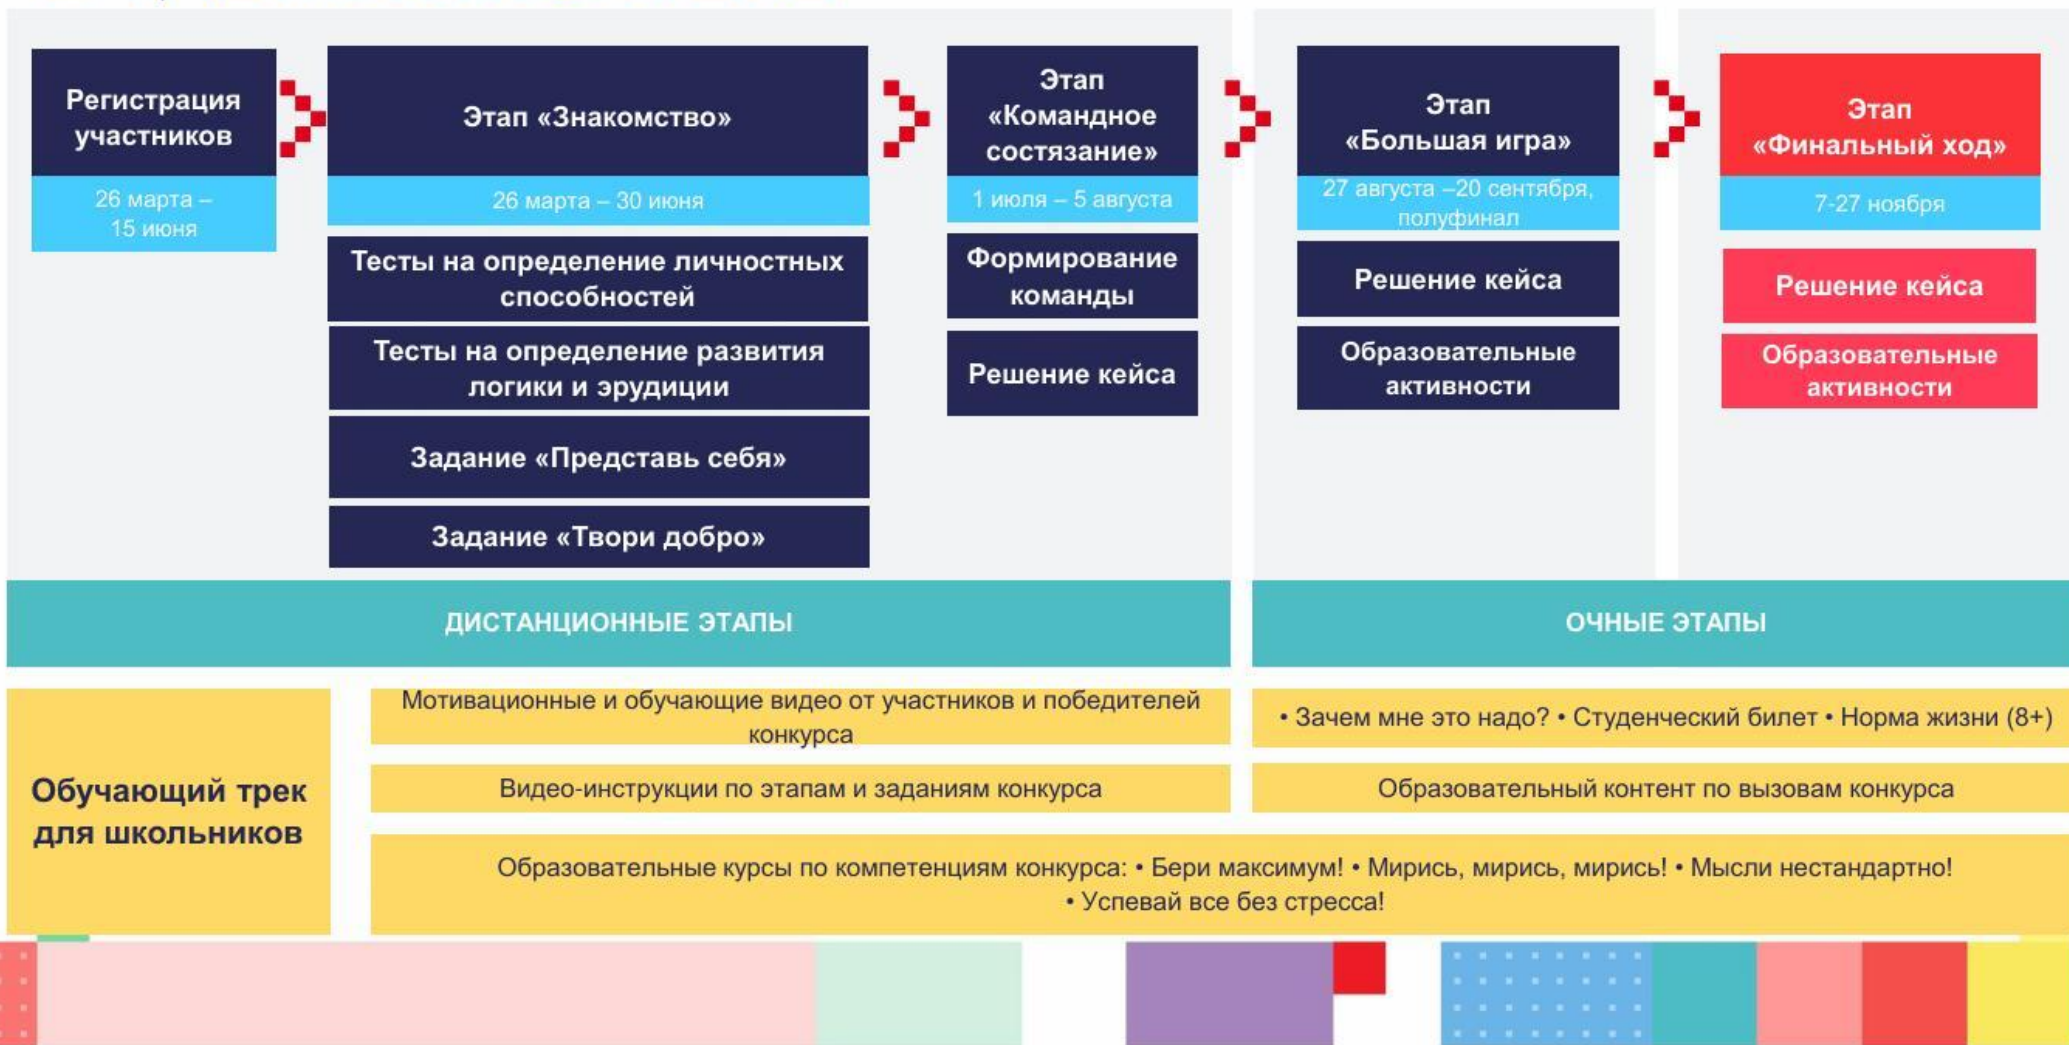 Регистрация
участников
26 марта –
15 июня
Этап «Знакомство»
26 марта – 30 июня
Тесты на определение личностных
способностей
Тесты на определение развития
логики и эрудиции
Задание «Представь себя»
Задание «Твори добро»
Этап
«Командное
состязание»
1 июля – 5 августа
Формирование
команды
Решение кейса
Этап
«Большая игра»
27 августа –20 сентября,
полуфинал
Решение кейса
Образовательные
активности
Этап
«Финальный ход»
7-27 ноября
Решение кейса
Образовательные
активности
ДИСТАНЦИОННЫЕ ЭТАПЫ
ОЧНЫЕ ЭТАПЫ
Обучающий трек
для школьников
Мотивационные и обучающие видео от участников и победителей
конкурса
• Зачем мне это надо? • Студенческий билет • Норма жизни (8+)
Видео-инструкции по этапам и заданиям конкурса
Образовательный контент по вызовам конкурса
Образовательные курсы по компетенциям конкурса: • Бери максимум! • Мирись, мирись, мирись! • Мысли нестандартно!
• Успевай все без стресса!